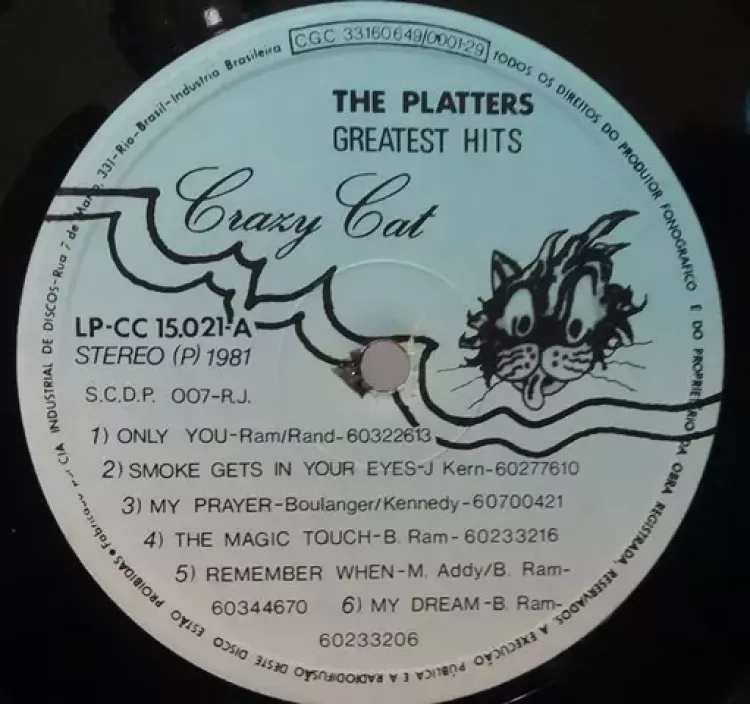 THE PLATTERS
GREATEST HITS
Crazy Cat
LP-CC 15.021-A
STEREO (P) 1981
S.C.D.P. 007-R.J.
1) ONLY YOU-Ram/Rand-60322613
2) SMOKE GETS IN YOUR EYES-J Kern-60277610
3) MY PRAYER-Boulanger/Kennedy-60700421
4) THE MAGIC TOUCH-B. Ram-60233216
5) REMEMBER WHEN-M. Addy/B. Ram-
60344670 6) MY DREAM-B. Ram-
60233206
CIA INDUSTRIAL DE DISCOS-Rua 7 de Março, 331-Rio-Brasil-Industria Brasileira C.G.C 33.160.649/0001-29 TODOS OS DIREITOS DO PRODUTOR FONOGRAFICO E DO PROPRIETÁRIO DA OBRA REGISTRADA, RESERVADOS. A EXECUÇÃO PÚBLICA E A RADIODIFUSÃO DESTE DISCO ESTÃO PROIBIDAS